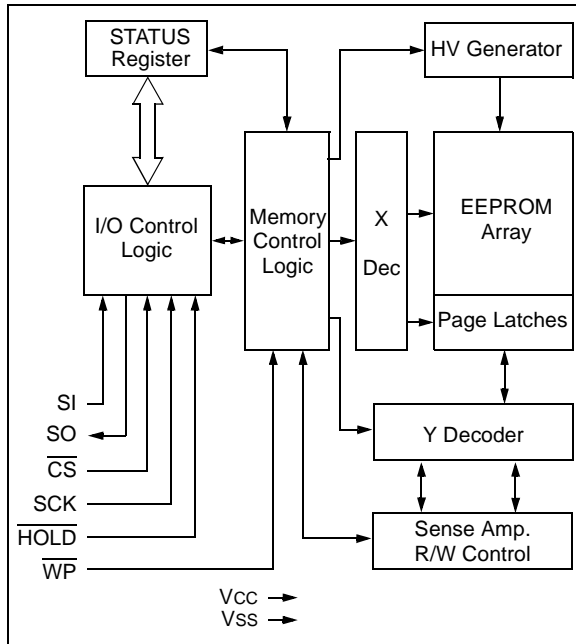 STATUS
Register
HV Generator
I/O Control
Logic
Memory
Control
Logic
X
Dec
EEPROM
Array
Page Latches
SI
SO
CS
SCK
HOLD
WP
Y Decoder
Sense Amp.
R/W Control
VCC
VSS